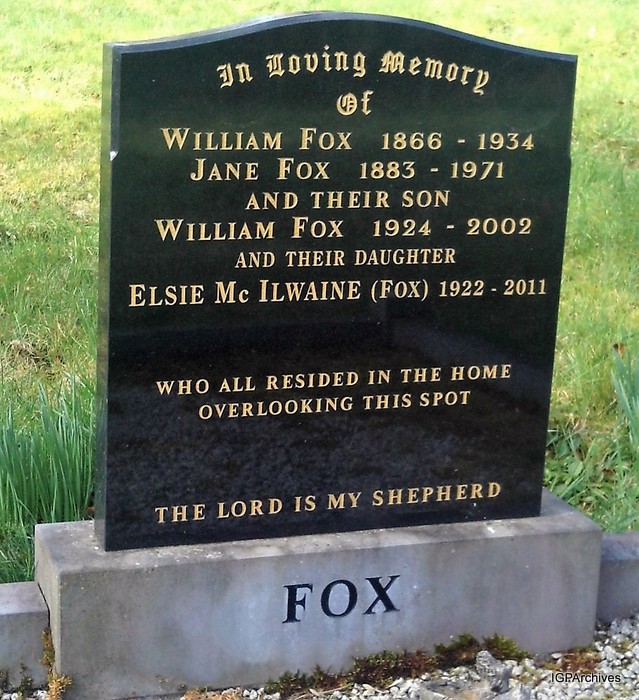 In Loving Memory
Of
WILLIAM FOX 1866 - 1934
JANE FOX 1883 - 1971
AND THEIR SON
WILLIAM FOX 1924 - 2002
AND THEIR DAUGHTER
ELSIE Mc ILWAINE (FOX) 1922 - 2011
WHO ALL RESIDED IN THE HOME
OVERLOOKING THIS SPOT
THE LORD IS MY SHEPHERD
FOX
IGPArchives